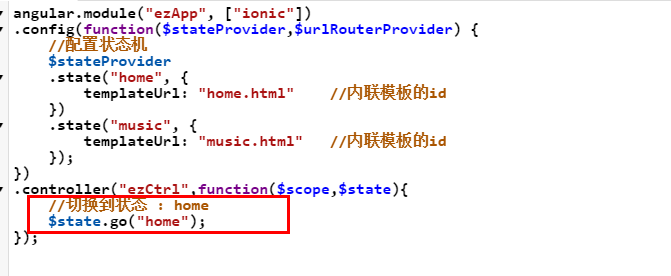 angular.module("ezApp", ["ionic"])
.config(function($stateProvider,$urlRouterProvider) {
//配置状态机
$stateProvider
.state("home", {
templateUrl: "home.html" //内联模板的id
})
.state("music", {
templateUrl: "music.html" //内联模板的id
});
})
.controller("ezCtrl",function($scope,$state){
//切换到状态 : home
$state.go("home");
});